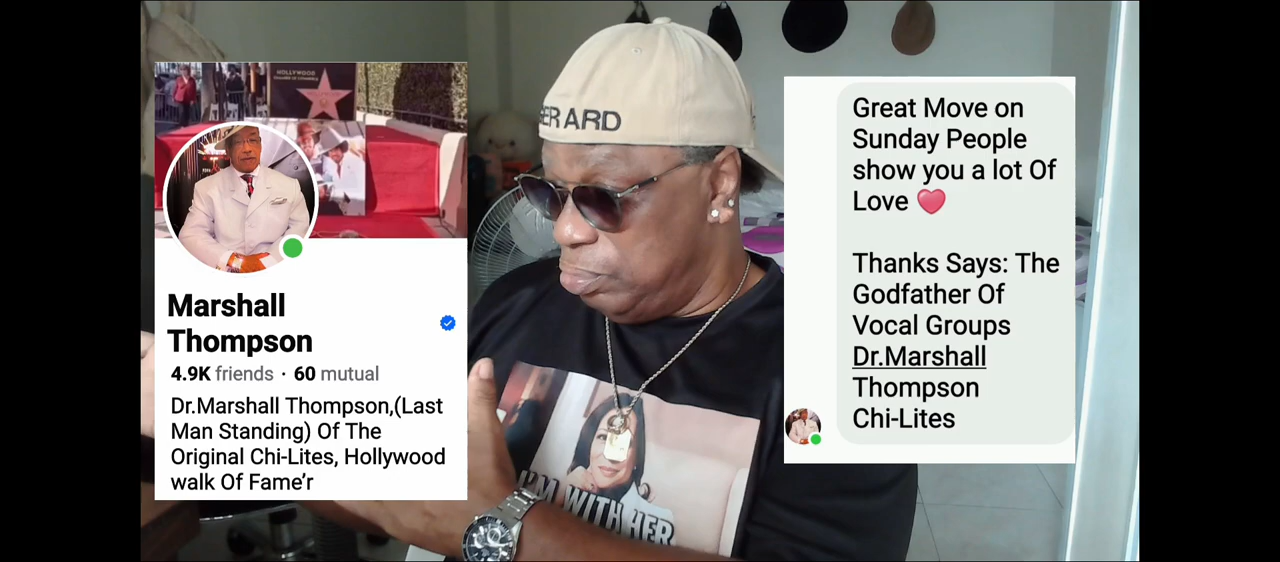 HOLLYWOOD
Marshall
Thompson
4.9K friends · 60 mutual
Dr.Marshall Thompson,(Last
Man Standing) Of The
Original Chi-Lites, Hollywood
walk Of Fame’r
ERARD
I'M WITH HER
Great Move on
Sunday People
show you a lot Of
Love ❤️
Thanks Says: The
Godfather Of
Vocal Groups
Dr.Marshall
Thompson
Chi-Lites